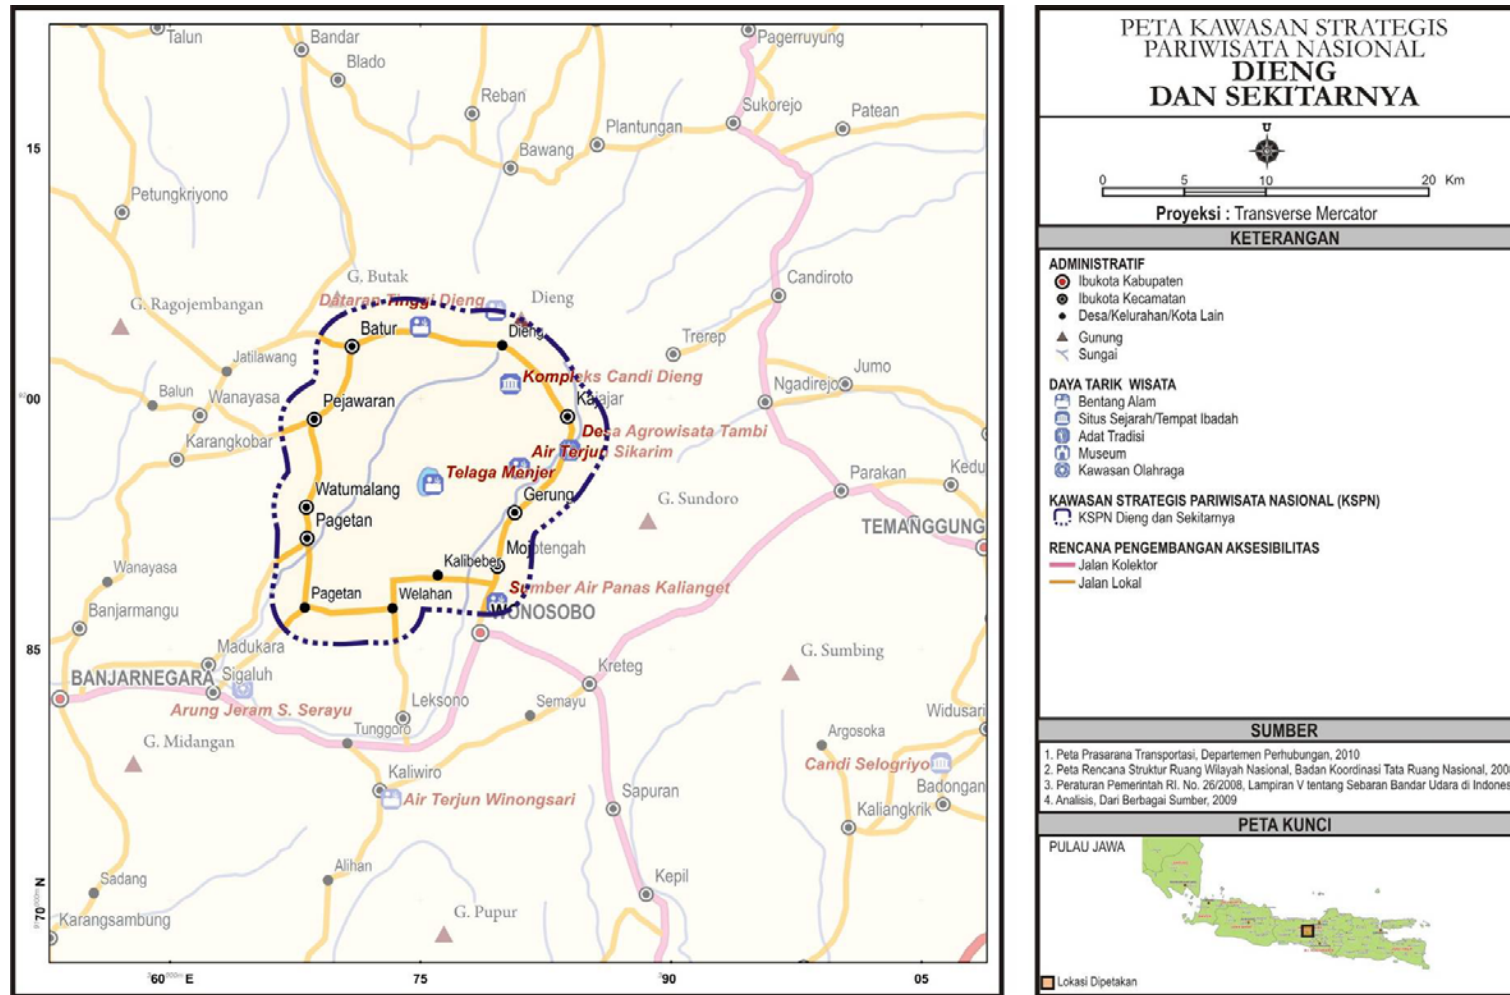 Talun
Bandar
Blado
Pagerruyung
Reban
Sukorejo
Patean
Plantungan
Bawang
15
Petungkriyono
G. Butak
Candiroto
G. Ragojembangan
Dataran Tinggi Dieng
Dieng
Batur
Dieng
Trerep
Jatilawang
Jumo
Kompleks Candi Dieng
Ngadirejo
Balun
Wanayasa
00
Pejawaran
Kajajar
Karangkobar
Desa Agrowisata Tambi
Air Terjun Sikarim
Telaga Menjer
Parakan
Kedu
Watumalang
Gerung
G. Sundoro
Pagetan
TEMANGGUNG
Mojotengah
Kalibeber
Wanayasa
Pagetan
Welahan
Sumber Air Panas Kalianget
Banjarmangu
WONOSOBO
85
Madukara
G. Sumbing
Kreteg
BANJARNEGARA
Sigaluh
Arung Jeram S. Serayu
Leksono
Semayu
Widusari
Tunggoro
Argosoka
G. Midangan
Candi Selogriyo
Kaliwiro
Badongan
Air Terjun Winongsari
Sapuran
Kaliangkrik
Alihan
Sadang
Kepil
70
N
Karangsambung
G. Pupur
60 E
75
90
05
PETA KAWASAN STRATEGIS
PARIWISATA NASIONAL
DIENG
DAN SEKITARNYA
U
0 5 10 20 Km
Proyeksi : Transverse Mercator
KETERANGAN
ADMINISTRATIF
Ibukota Kabupaten
Ibukota Kecamatan
Desa/Kelurahan/Kota Lain
Gunung
Sungai
DAYA TARIK WISATA
Bentang Alam
Situs Sejarah/Tempat Ibadah
Adat Tradisi
Museum
Kawasan Olahraga
KAWASAN STRATEGIS PARIWISATA NASIONAL (KSPN)
KSPN Dieng dan Sekitarnya
RENCANA PENGEMBANGAN AKSESIBILITAS
Jalan Kolektor
Jalan Lokal
SUMBER
1. Peta Prasarana Transportasi, Departemen Perhubungan, 2010
2. Peta Rencana Struktur Ruang Wilayah Nasional, Badan Koordinasi Tata Ruang Nasional, 200
3. Peraturan Pemerintah RI. No. 26/2008, Lampiran V tentang Sebaran Bandar Udara di Indones
4. Analisis, Dari Berbagai Sumber, 2009
PETA KUNCI
PULAU JAWA
Lokasi Dipetakan